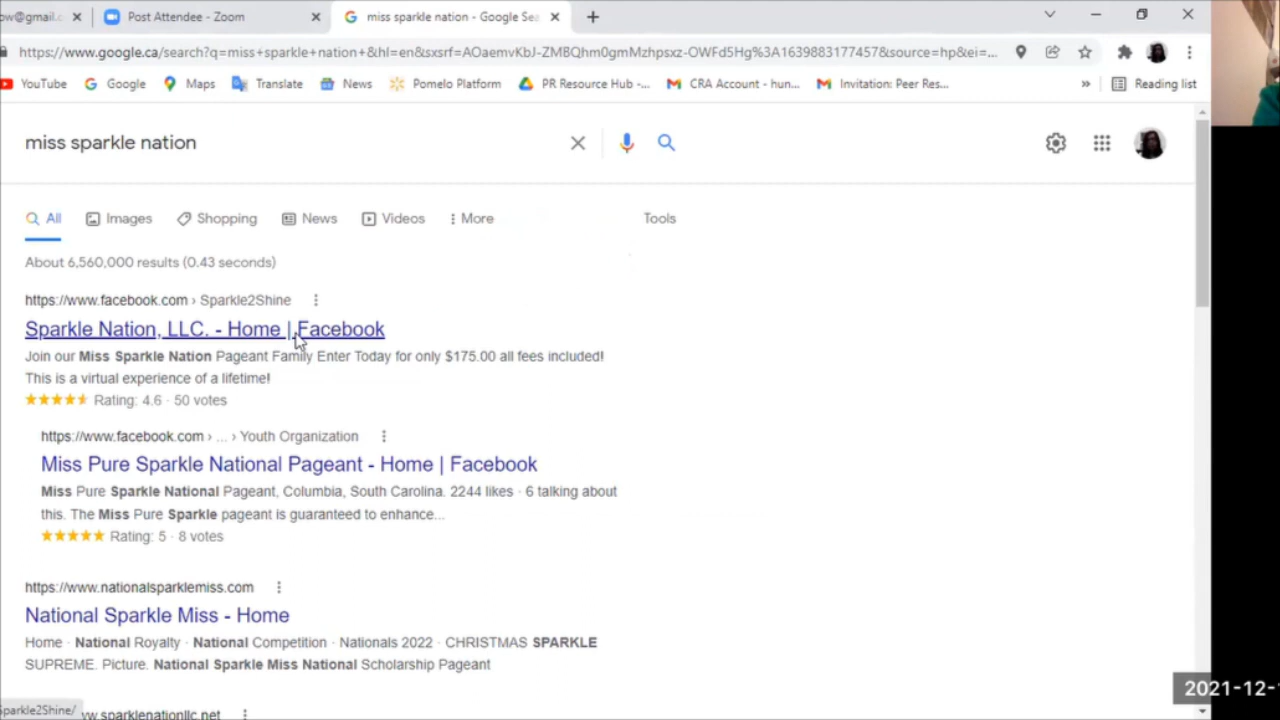 ow@gmail.c
Post Attendee - Zoom
miss sparkle nation - Google Sea
https://www.google.ca/search?q=miss+sparkle+nation+&hl=en&sxsrf=AOaemvKbJ-ZM8Qhm0gmMzhpsxz-OWFd5Hg%3A1639883177457&source=hp&ei=...
YouTube Google Maps Translate News Pomelo Platform PR Resource Hub -... CRA Account - hun... Invitation: Peer Res... » Reading list
miss sparkle nation
All Images Shopping News Videos More Tools
About 6,560,000 results (0.43 seconds)
https://www.facebook.com › Sparkle2Shine
Sparkle Nation, LLC. - Home | Facebook
Join our Miss Sparkle Nation Pageant Family Enter Today for only $175.00 all fees included!
This is a virtual experience of a lifetime!
Rating: 4.6 · 50 votes
https://www.facebook.com › ... › Youth Organization
Miss Pure Sparkle National Pageant - Home | Facebook
Miss Pure Sparkle National Pageant, Columbia, South Carolina. 2244 likes · 6 talking about
this. The Miss Pure Sparkle pageant is guaranteed to enhance...
Rating: 5 · 8 votes
https://www.nationalsparklemiss.com
National Sparkle Miss - Home
Home · National Royalty · National Competition · Nationals 2022 · CHRISTMAS SPARKLE
SUPREME. Picture. National Sparkle Miss National Scholarship Pageant
2021-12-
Sparkle2Shine/
ww.sparklenationllc.net